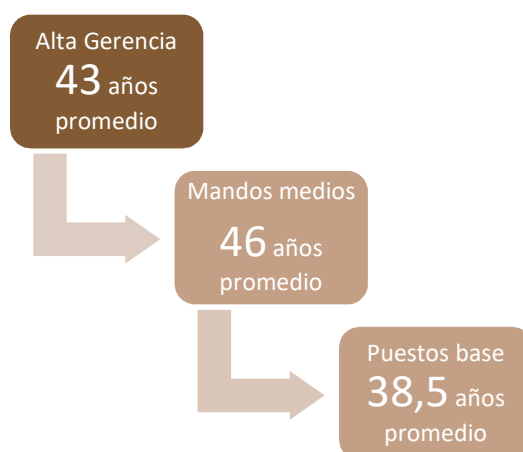 Alta Gerencia
43 años
promedio
Mandos medios
46 años
promedio
Puestos base
38,5 años
promedio